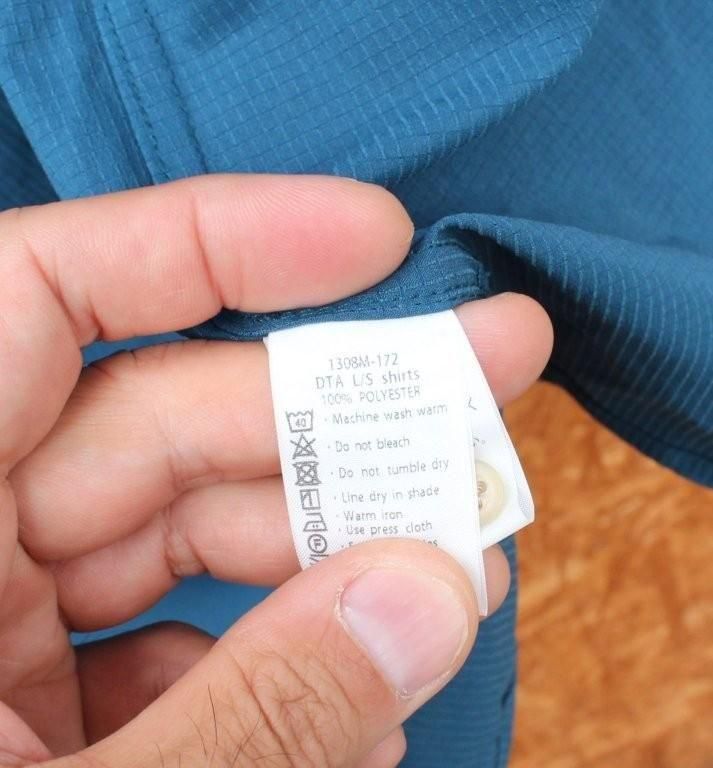 1308M-172
DTA L/S shirts
100% POLYESTER
40
· Machine wash warm
· Do not bleach
· Do not tumble dry
· Line dry in shade
· Warm iron
· Use press cloth